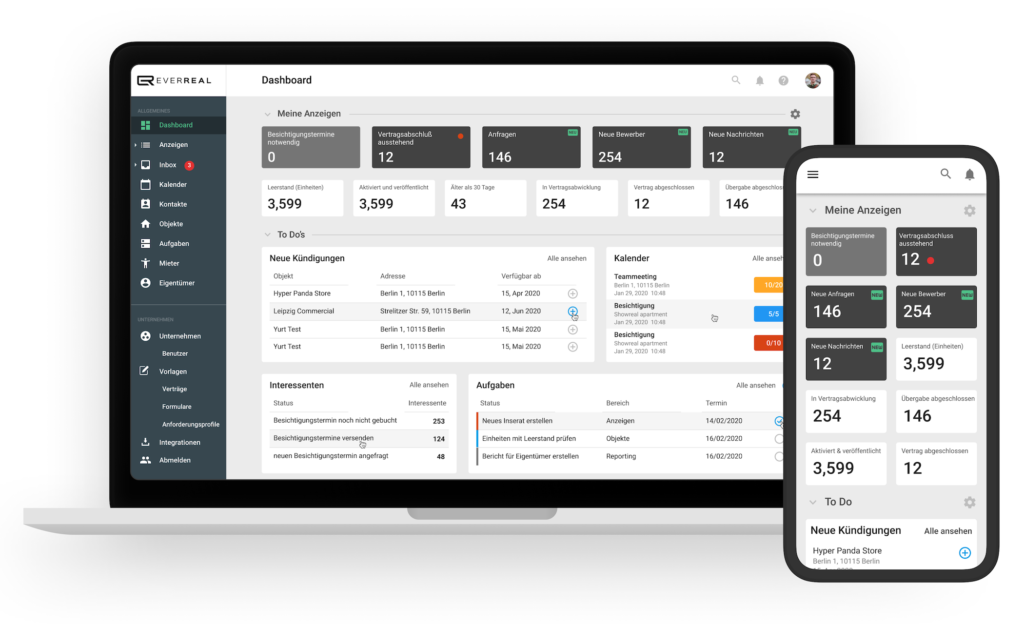 EVERREAL
Dashboard
ALLGEMEINES
Dashboard
Anzeigen
Inbox 3
Kalender
Kontakte
Objekte
Aufgaben
Mieter
Eigentümer
UNTERNEHMEN
Unternehmen
Benutzer
Vorlagen
Verträge
Formulare
Anforderungsprofile
Integrationen
Abmelden
Meine Anzeigen
Besichtigungstermine
notwendig
0
Vertragsabschluß
ausstehend
12
Anfragen NEU
146
Neue Bewerber NEU
254
Neue Nachrichten NEU
12
Leerstand (Einheiten)
3,599
Aktiviert und veröffentlicht
3,599
Älter als 30 Tage
43
In Vertragsabwicklung
254
Vertrag abgeschlossen
12
Übergabe abgeschlos
146
To Do's
Neue Kündigungen Alle ansehen
Objekt Adresse Verfügbar ab
Hyper Panda Store Berlin 1, 10115 Berlin 15, Apr 2020
Leipzig Commercial Strelitzer Str. 59, 10115 Berlin 12, Jun 2020
Yurt Test Berlin 1, 10115 Berlin 15, Mai 2020
Yurt Test Berlin 1, 10115 Berlin 15, Mai 2020
Kalender Alle anseh
Teammeeting
Berlin 1, 10115 Berlin
Jan 29, 2020 10:48
10/20
Besichtigung
Showreal apartment
Jan 29, 2020 10:48
5/5
Besichtigung
Showreal apartment
Jan 29, 2020 10:48
0/10
Interessenten Alle ansehen
Status Interessente
Besichtigungstermin noch nicht gebucht 253
Besichtigungstermine versenden 124
neuen Besichtigungstermin angefragt 48
Aufgaben Alle ansehen
Status Bereich Termin
Neues Inserat erstellen Anzeigen 14/02/2020
Einheiten mit Leerstand prüfen Objekte 16/02/2020
Bericht für Eigentümer erstellen Reporting 16/02/2020
Meine Anzeigen
Besichtigungstermine
notwendig
0
Vertragsabschluss
ausstehend
12
Neue Anfragen NEU
146
Neue Bewerber NEU
254
Neue Nachrichten NEU
12
Leerstand (Einheiten)
3,599
In Vertragsabwicklung
254
Übergabe abgeschlossen
146
Aktiviert & veröffentlicht
3,599
Vertrag abgeschlossen
12
To Do
Neue Kündigungen Alle ansehen
Hyper Panda Store
Berlin 1, 10115 Berlin